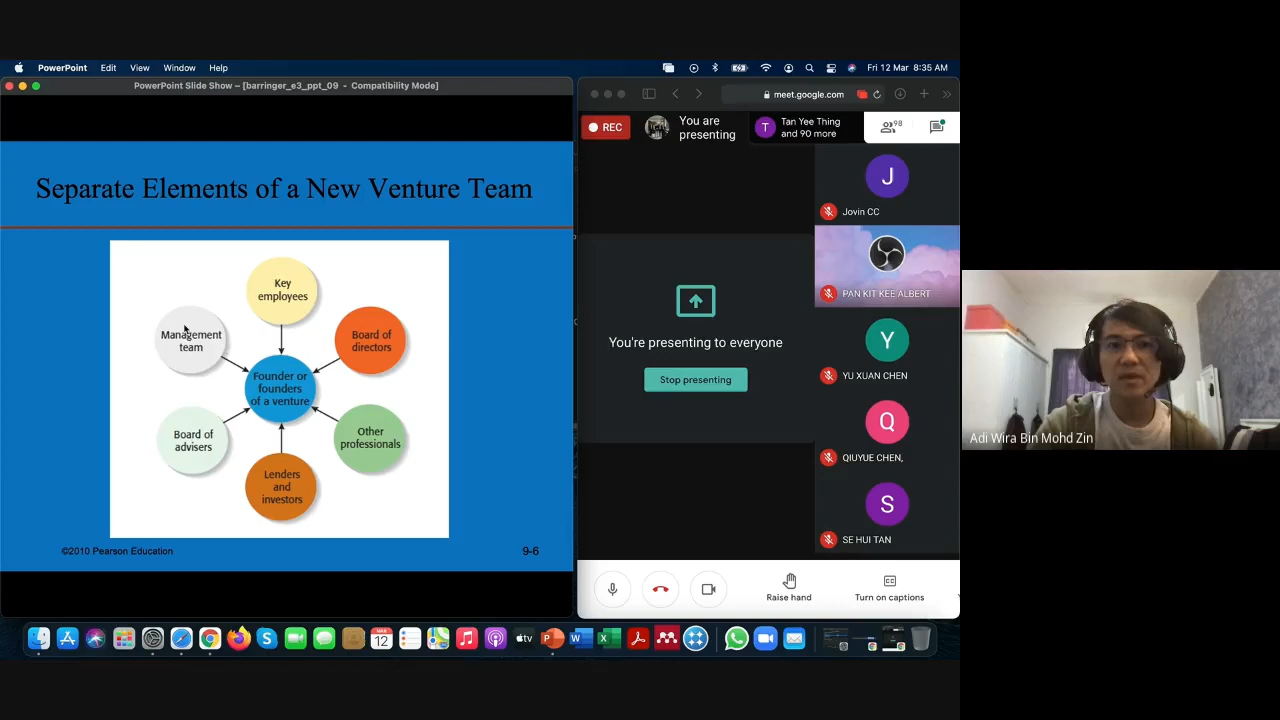 PowerPoint Edit View Window Help
Fri 12 Mar 8:35 AM
PowerPoint Slide Show – [barringer_e3_ppt_09 - Compatibility Mode]
Separate Elements of a New Venture Team
Key
employees
Management
team
Board of
directors
Founder or
founders
of a venture
Board of
advisers
Other
professionals
Lenders
and
investors
©2010 Pearson Education
9-6
meet.google.com
REC
You are
presenting
T
Tan Yee Thing
and 90 more
98
You're presenting to everyone
Stop presenting
J
Jovin CC
PAN KIT KEE ALBERT
Y
YU XUAN CHEN
Q
QIUYUE CHEN,
S
SE HUI TAN
Raise hand
Turn on captions
Adi Wira Bin Mohd Zin
MAR
12
tv
P
W
X
S